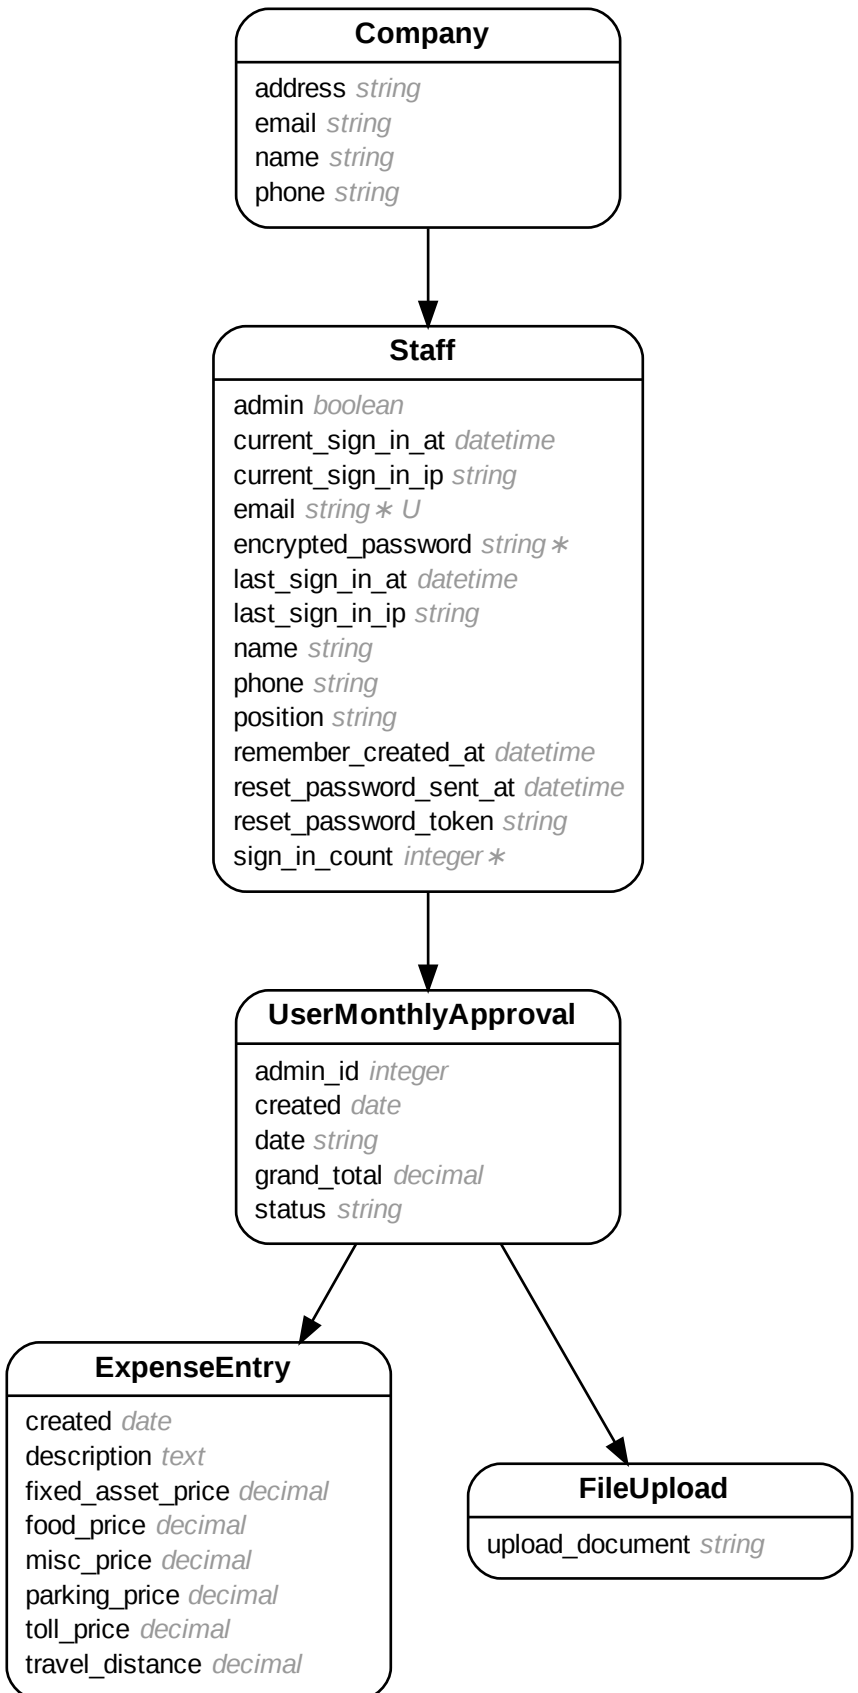 Company
address string
email string
name string
phone string
Staff
admin boolean
current_sign_in_at datetime
current_sign_in_ip string
email string∗ U
encrypted_password string∗
last_sign_in_at datetime
last_sign_in_ip string
name string
phone string
position string
remember_created_at datetime
reset_password_sent_at datetime
reset_password_token string
sign_in_count integer∗
UserMonthlyApproval
admin_id integer
created date
date string
grand_total decimal
status string
ExpenseEntry
created date
description text
fixed_asset_price decimal
food_price decimal
misc_price decimal
parking_price decimal
toll_price decimal
travel_distance decimal
FileUpload
upload_document string